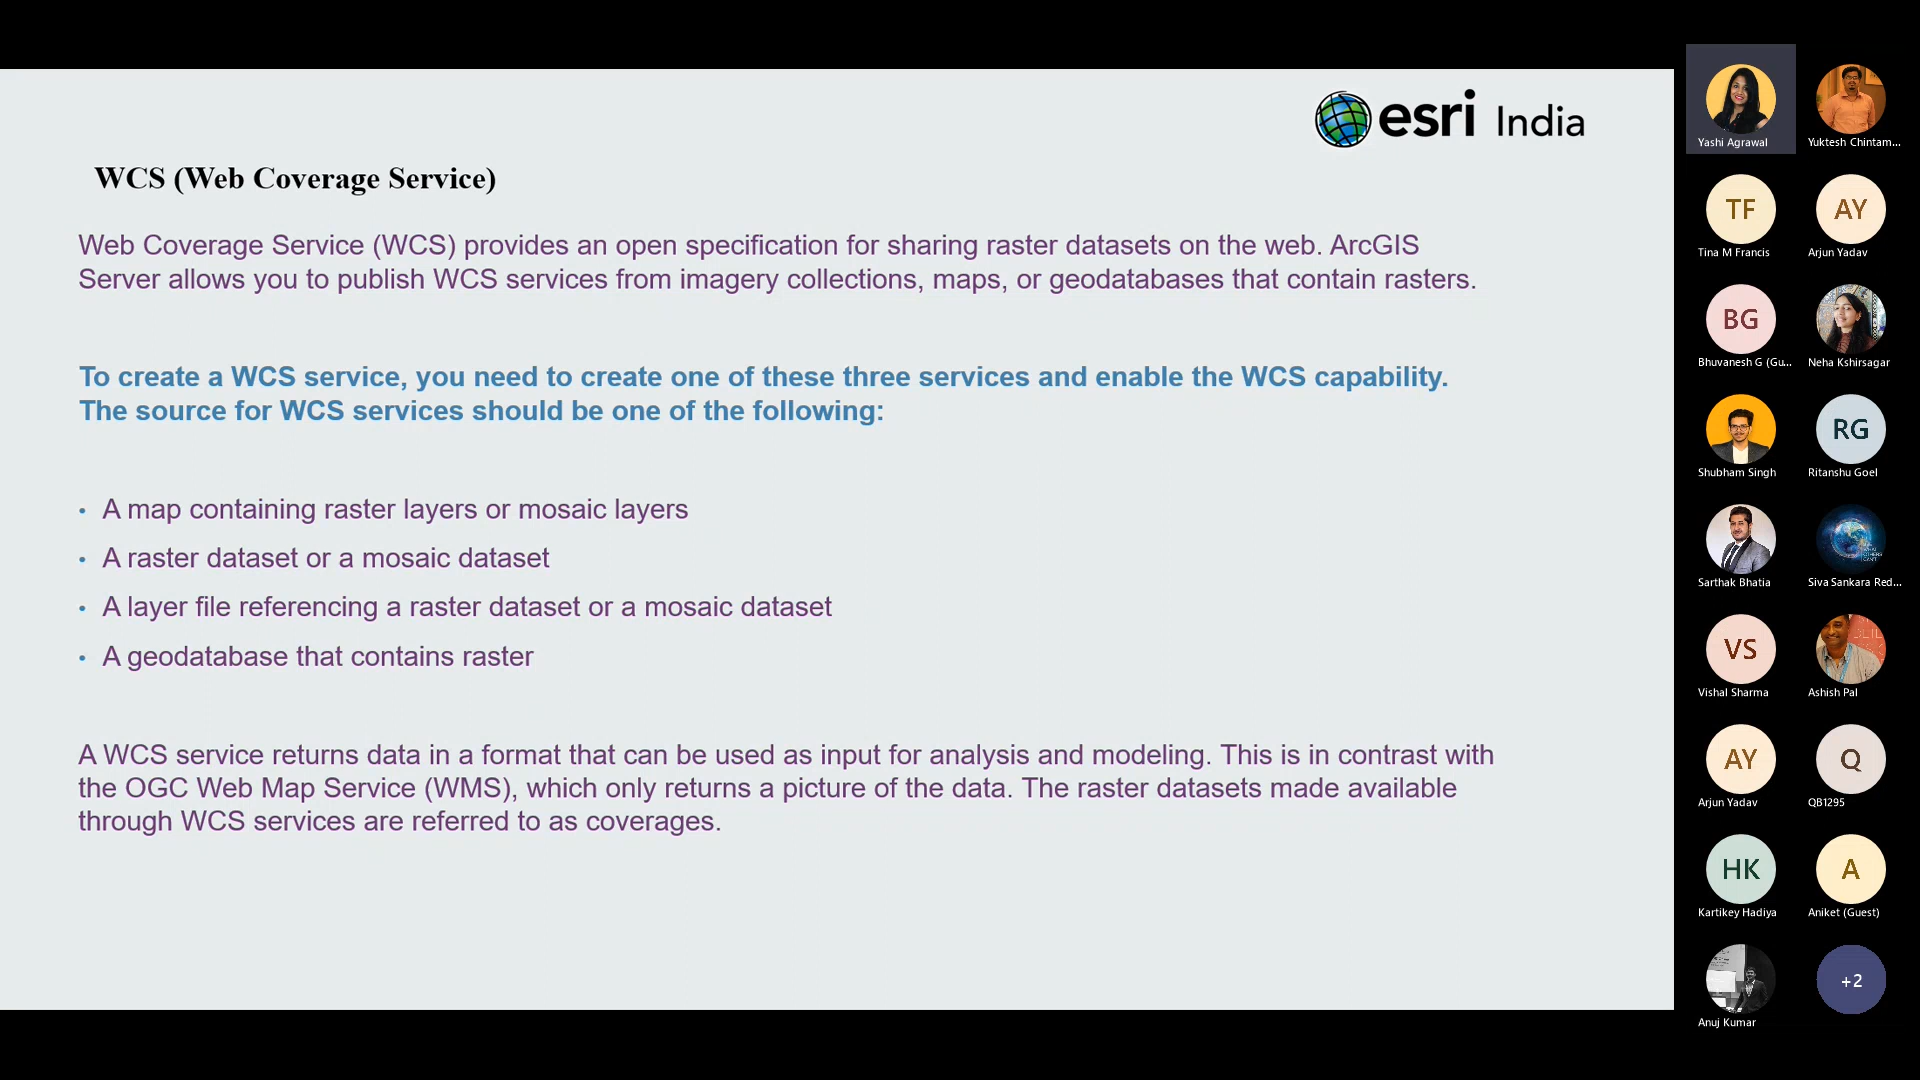 esri India
WCS (Web Coverage Service)
Web Coverage Service (WCS) provides an open specification for sharing raster datasets on the web. ArcGIS
Server allows you to publish WCS services from imagery collections, maps, or geodatabases that contain rasters.
To create a WCS service, you need to create one of these three services and enable the WCS capability.
The source for WCS services should be one of the following:
• A map containing raster layers or mosaic layers
• A raster dataset or a mosaic dataset
• A layer file referencing a raster dataset or a mosaic dataset
• A geodatabase that contains raster
A WCS service returns data in a format that can be used as input for analysis and modeling. This is in contrast with
the OGC Web Map Service (WMS), which only returns a picture of the data. The raster datasets made available
through WCS services are referred to as coverages.
Yashi Agrawal
Yuktesh Chintam...
TF
Tina M Francis
AY
Arjun Yadav
BG
Bhuvanesh G (Gu...
Neha Kshirsagar
Shubham Singh
RG
Ritanshu Goel
Sarthak Bhatia
Siva Sankara Red...
VS
Vishal Sharma
Ashish Pal
AY
Arjun Yadav
Q
QB1295
HK
Kartikey Hadiya
A
Aniket (Guest)
Anuj Kumar
+2